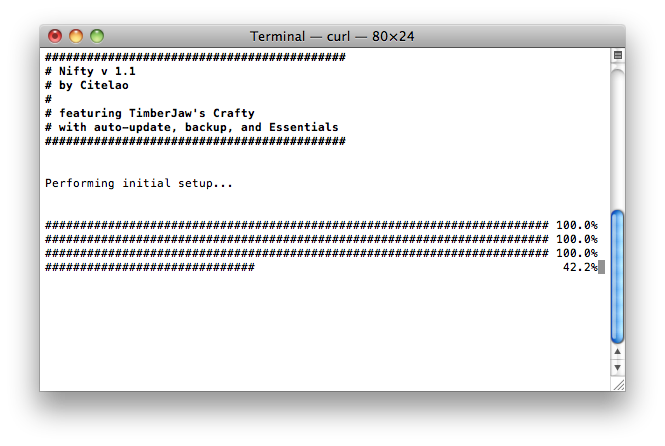 Terminal — curl — 80×24
###########################################
# Nifty v 1.1
# by Citelao
#
# featuring TimberJaw's Crafty
# with auto-update, backup, and Essentials
###########################################
Performing initial setup...
######################################################################## 100.0%
######################################################################## 100.0%
######################################################################## 100.0%
############################## 42.2%